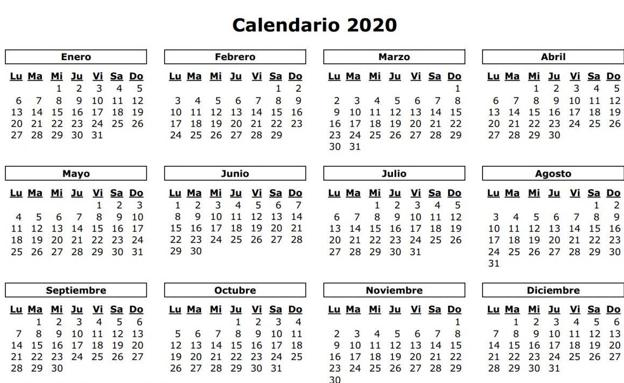 Calendario 2020
Enero
Lu Ma Mi Ju Vi Sa Do
1 2 3 4 5
6 7 8 9 10 11 12
13 14 15 16 17 18 19
20 21 22 23 24 25 26
27 28 29 30 31
Febrero
Lu Ma Mi Ju Vi Sa Do
1 2
3 4 5 6 7 8 9
10 11 12 13 14 15 16
17 18 19 20 21 22 23
24 25 26 27 28 29
Marzo
Lu Ma Mi Ju Vi Sa Do
1
2 3 4 5 6 7 8
9 10 11 12 13 14 15
16 17 18 19 20 21 22
23 24 25 26 27 28 29
30 31
Abril
Lu Ma Mi Ju Vi Sa Do
1 2 3 4 5
6 7 8 9 10 11 12
13 14 15 16 17 18 19
20 21 22 23 24 25 26
27 28 29 30
Mayo
Lu Ma Mi Ju Vi Sa Do
1 2 3
4 5 6 7 8 9 10
11 12 13 14 15 16 17
18 19 20 21 22 23 24
25 26 27 28 29 30 31
Junio
Lu Ma Mi Ju Vi Sa Do
1 2 3 4 5 6 7
8 9 10 11 12 13 14
15 16 17 18 19 20 21
22 23 24 25 26 27 28
29 30
Julio
Lu Ma Mi Ju Vi Sa Do
1 2 3 4 5
6 7 8 9 10 11 12
13 14 15 16 17 18 19
20 21 22 23 24 25 26
27 28 29 30 31
Agosto
Lu Ma Mi Ju Vi Sa Do
1 2
3 4 5 6 7 8 9
10 11 12 13 14 15 16
17 18 19 20 21 22 23
24 25 26 27 28 29 30
31
Septiembre
Lu Ma Mi Ju Vi Sa Do
1 2 3 4 5 6
7 8 9 10 11 12 13
14 15 16 17 18 19 20
21 22 23 24 25 26 27
28 29 30
Octubre
Lu Ma Mi Ju Vi Sa Do
1 2 3 4
5 6 7 8 9 10 11
12 13 14 15 16 17 18
19 20 21 22 23 24 25
26 27 28 29 30 31
Noviembre
Lu Ma Mi Ju Vi Sa Do
1
2 3 4 5 6 7 8
9 10 11 12 13 14 15
16 17 18 19 20 21 22
23 24 25 26 27 28 29
30
Diciembre
Lu Ma Mi Ju Vi Sa Do
1 2 3 4 5 6
7 8 9 10 11 12 13
14 15 16 17 18 19 20
21 22 23 24 25 26 27
28 29 30 31